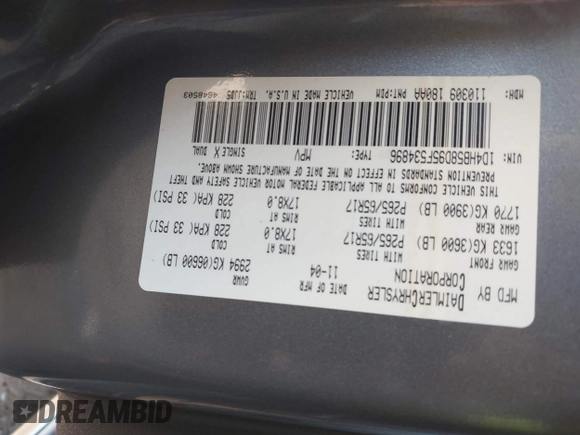 MFD BY
DAIMLERCHRYSLER
CORPORATION
DATE OF MFR
11-04
GVWR
2994 KG(06600 LB)
GAWR FRONT
1633 KG(3600 LB)
WITH TIRES
P265/65R17
RIMS AT
17X8.0
COLD
228 KPA( 33 PSI)
GAWR REAR
1770 KG(3900 LB)
WITH TIRES
P265/65R17
RIMS AT
17X8.0
COLD
228 KPA( 33 PSI)
THIS VEHICLE CONFORMS TO ALL APPLICABLE FEDERAL MOTOR VEHICLE SAFETY AND THEFT
PREVENTION STANDARDS IN EFFECT ON THE DATE OF MANUFACTURE SHOWN ABOVE.
VIN: 1D4HB58D95F534896 TYPE: MPV SINGLE X DUAL
MDH: 110309 180AA PNT:PDM VEHICLE MADE IN U.S.A. TRM:JJD5 4648503
DREAMBID